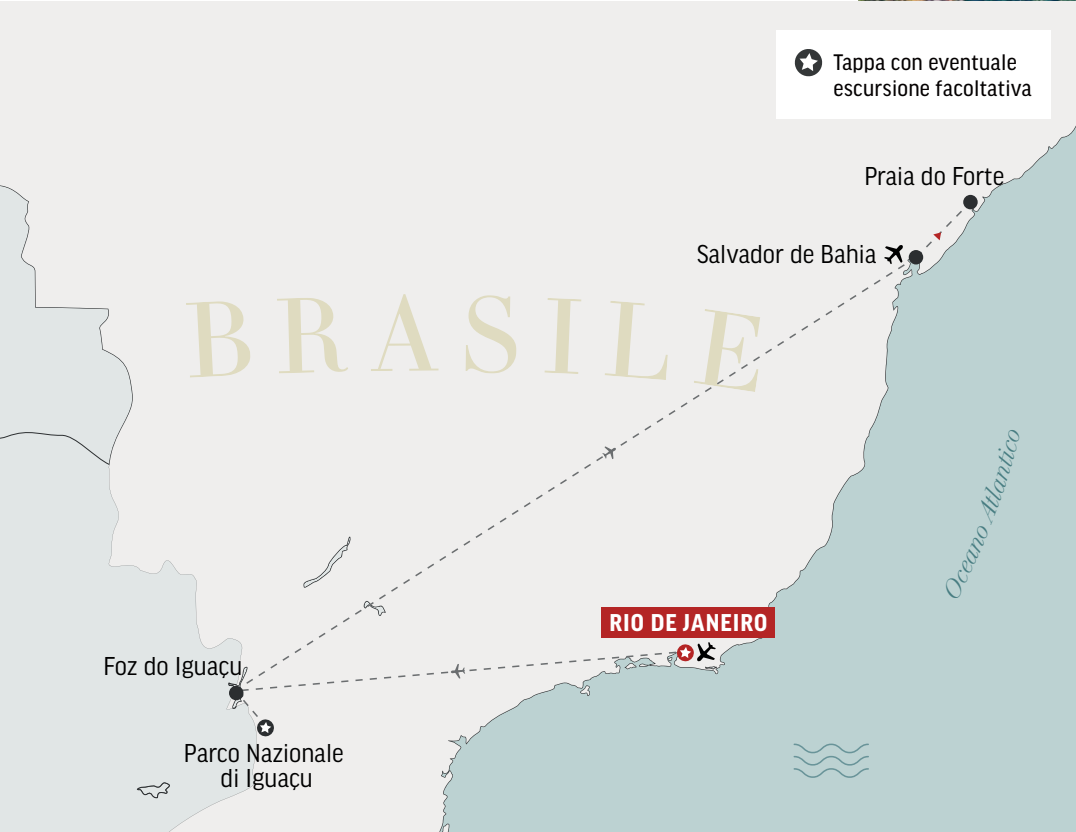 Tappa con eventuale
escursione facoltativa
Praia do Forte
Salvador de Bahia
BRASILE
Oceano Atlantico
RIO DE JANEIRO
Foz do Iguaçu
Parco Nazionale
di Iguaçu